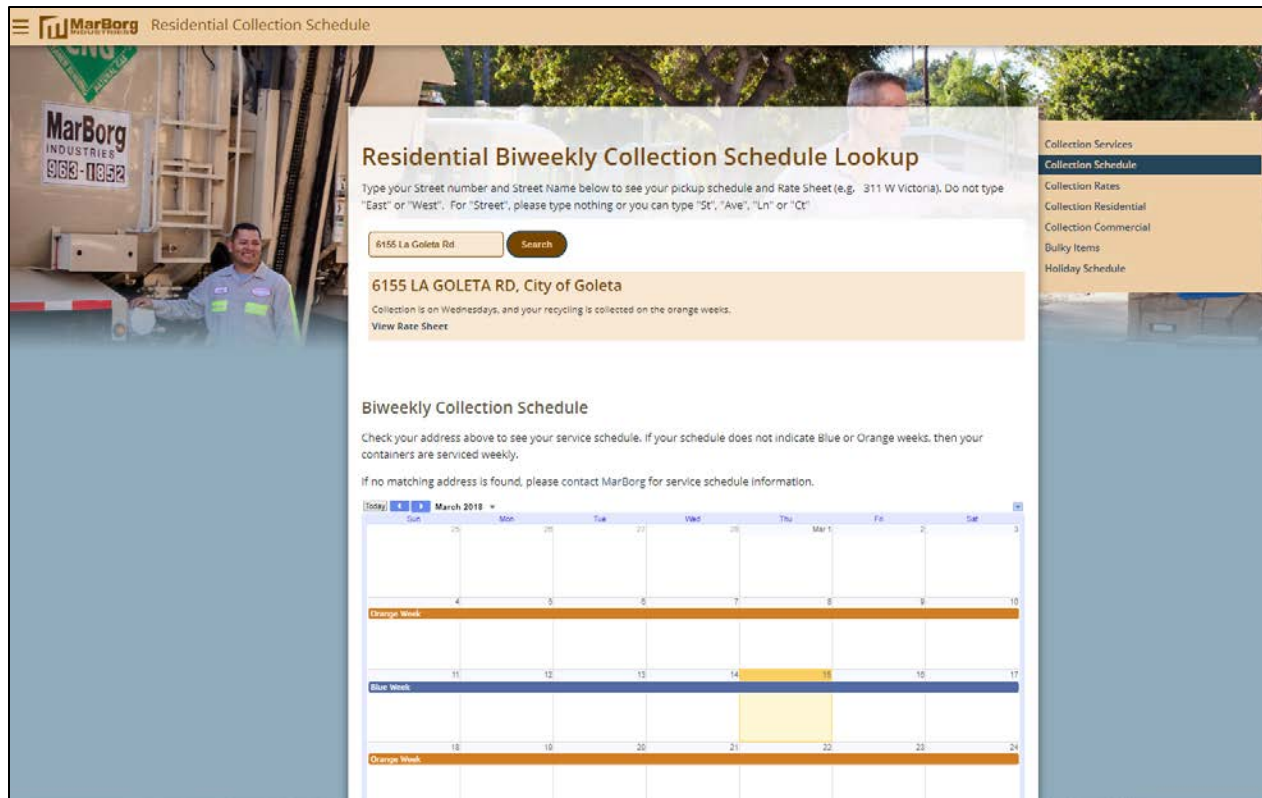 MarBorg
INDUSTRIES
Residential Collection Schedule
CNG
NATURAL GAS
MarBorg
INDUSTRIES
963-1852
Residential Biweekly Collection Schedule Lookup
Type your Street number and Street Name below to see your pickup schedule and Rate Sheet (e.g. 311 W Victoria). Do not type
"East" or "West". For "Street", please type nothing or you can type "St", "Ave", "Ln" or "Ct"
6155 La Goleta Rd
Search
6155 LA GOLETA RD, City of Goleta
Collection is on Wednesdays, and your recycling is collected on the orange weeks.
View Rate Sheet
Collection Services
Collection Schedule
Collection Rates
Collection Residential
Collection Commercial
Bulky Items
Holiday Schedule
Biweekly Collection Schedule
Check your address above to see your service schedule. If your schedule does not indicate Blue or Orange weeks, then your
containers are serviced weekly.
If no matching address is found, please contact MarBorg for service schedule information.
Today March 2018
Sun Mon Tue Wed Thu Fri Sat
25 26 27 28 Mar 1 2 3
4 5 6 7 8 9 10
Orange Week
11 12 13 14 15 16 17
Blue Week
18 19 20 21 22 23 24
Orange Week